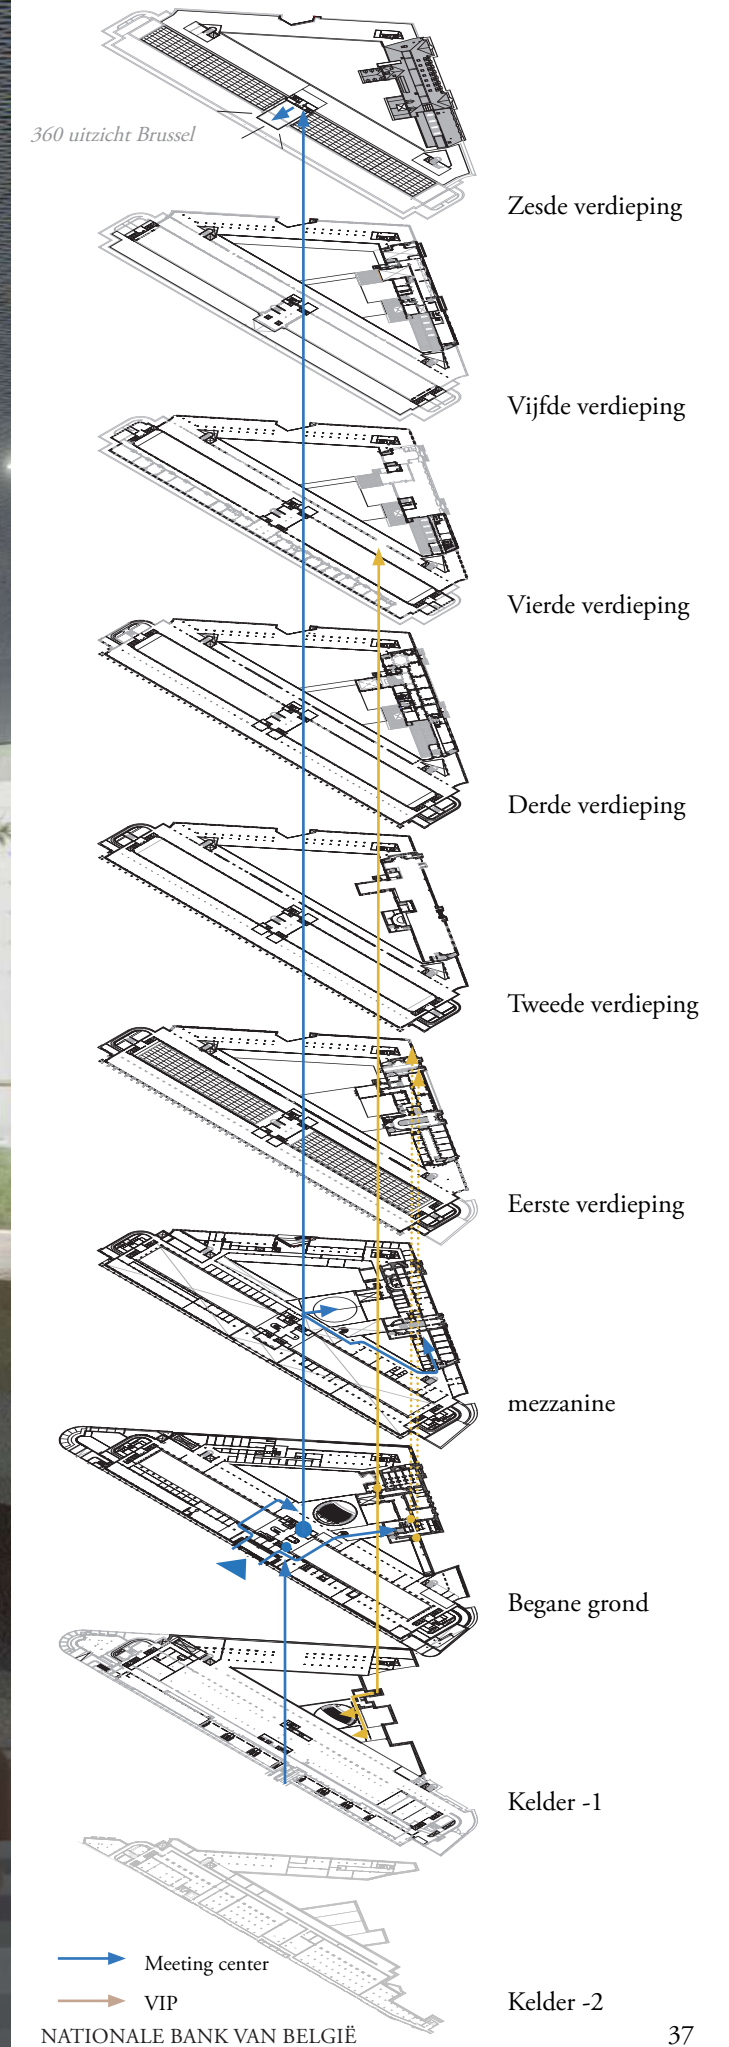 360 uitzicht Brussel
Zesde verdieping
Vijfde verdieping
Vierde verdieping
Derde verdieping
Tweede verdieping
Eerste verdieping
mezzanine
Begane grond
Kelder -1
Meeting center
VIP
Kelder -2
NATIONALE BANK VAN BELGIË
37